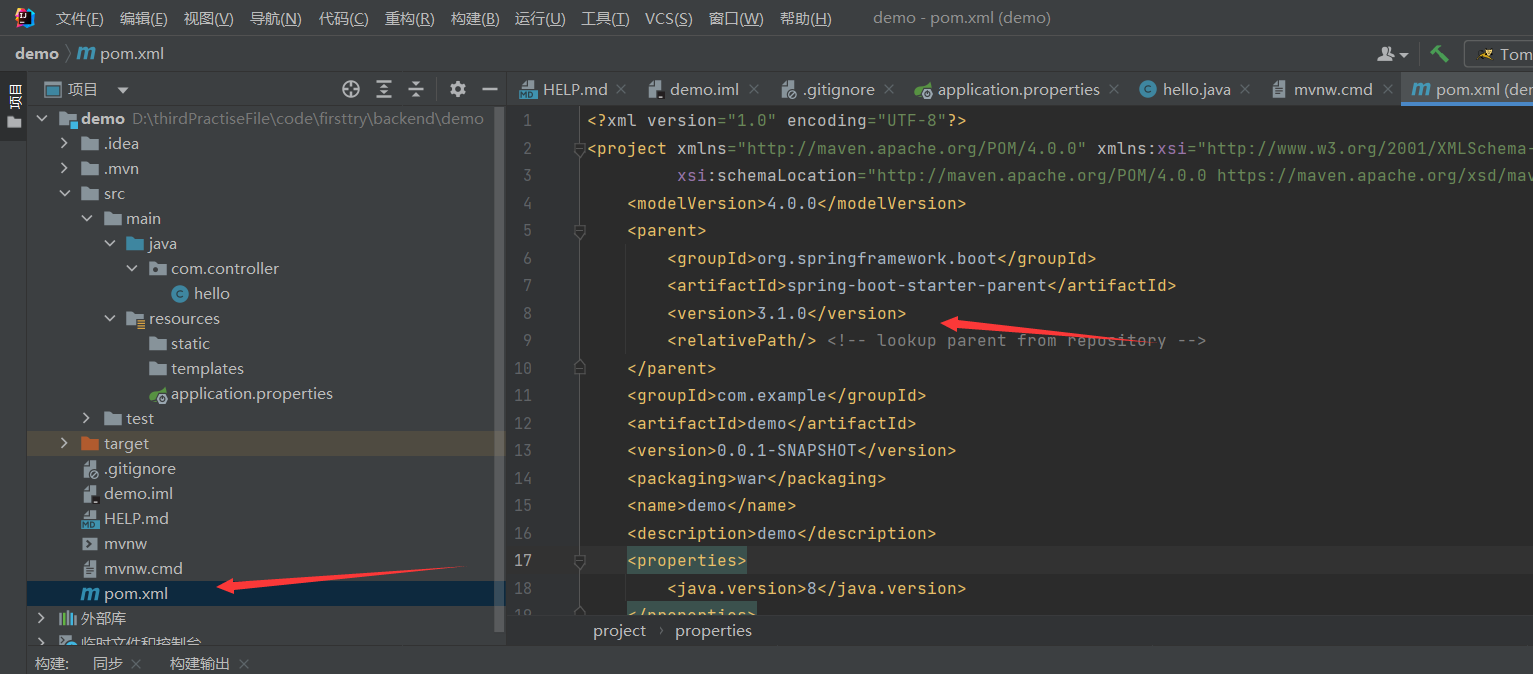 文件(F) 编辑(E) 视图(V) 导航(N) 代码(C) 重构(R) 构建(B) 运行(U) 工具(T) VCS(S) 窗口(W) 帮助(H) demo - pom.xml (demo)
demo pom.xml Tom
项目
项目
HELP.md demo.iml .gitignore application.properties hello.java mvnw.cmd pom.xml (der
demo D:\thirdPractiseFile\code\firsttry\backend\demo
.idea
.mvn
src
main
java
com.controller
hello
resources
static
templates
application.properties
test
target
.gitignore
demo.iml
HELP.md
mvnw
mvnw.cmd
pom.xml
外部库
临时文件和控制台
1 <?xml version="1.0" encoding="UTF-8"?>
2 <project xmlns="http://maven.apache.org/POM/4.0.0" xmlns:xsi="http://www.w3.org/2001/XMLSchema-
3 xsi:schemaLocation="http://maven.apache.org/POM/4.0.0 https://maven.apache.org/xsd/mav
4 <modelVersion>4.0.0</modelVersion>
5 <parent>
6 <groupId>org.springframework.boot</groupId>
7 <artifactId>spring-boot-starter-parent</artifactId>
8 <version>3.1.0</version>
9 <relativePath/> <!-- lookup parent from repository -->
10 </parent>
11 <groupId>com.example</groupId>
12 <artifactId>demo</artifactId>
13 <version>0.0.1-SNAPSHOT</version>
14 <packaging>war</packaging>
15 <name>demo</name>
16 <description>demo</description>
17 <properties>
18 <java.version>8</java.version>
19 </properties>
project › properties
构建: 同步 构建输出